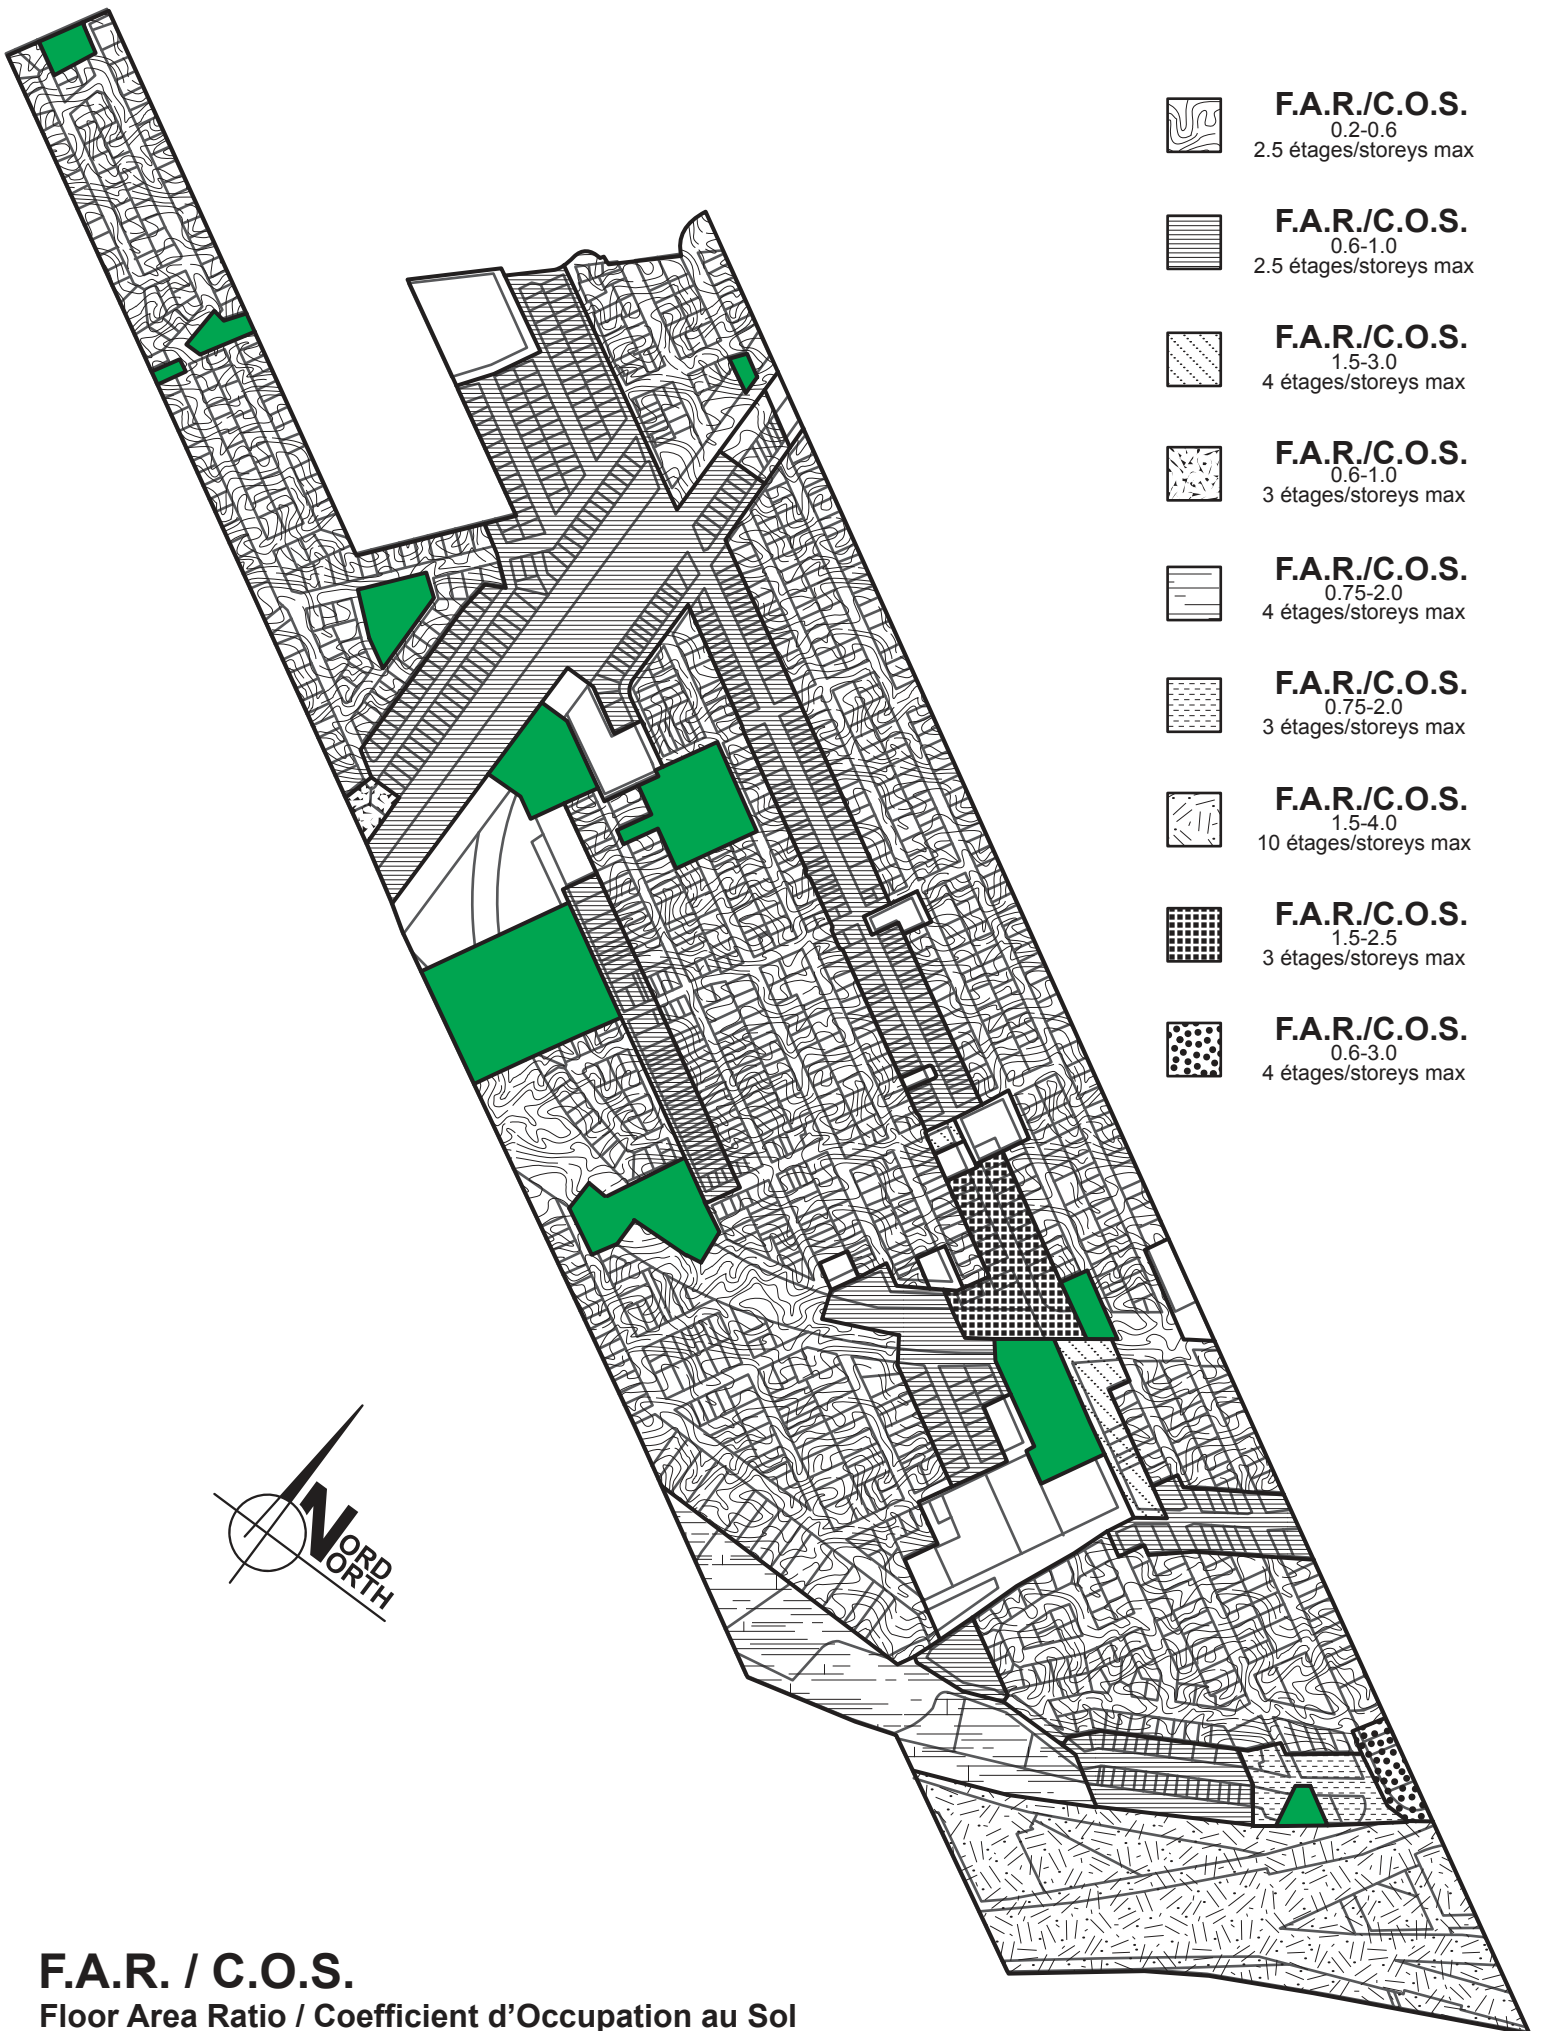 F.A.R./C.O.S.
0.2-0.6
2.5 étages/storeys max
F.A.R./C.O.S.
0.6-1.0
2.5 étages/storeys max
F.A.R./C.O.S.
1.5-3.0
4 étages/storeys max
F.A.R./C.O.S.
0.6-1.0
3 étages/storeys max
F.A.R./C.O.S.
0.75-2.0
4 étages/storeys max
F.A.R./C.O.S.
0.75-2.0
3 étages/storeys max
F.A.R./C.O.S.
1.5-4.0
10 étages/storeys max
F.A.R./C.O.S.
1.5-2.5
3 étages/storeys max
F.A.R./C.O.S.
0.6-3.0
4 étages/storeys max
NORD
NORTH
F.A.R. / C.O.S.
Floor Area Ratio / Coefficient d’Occupation au Sol